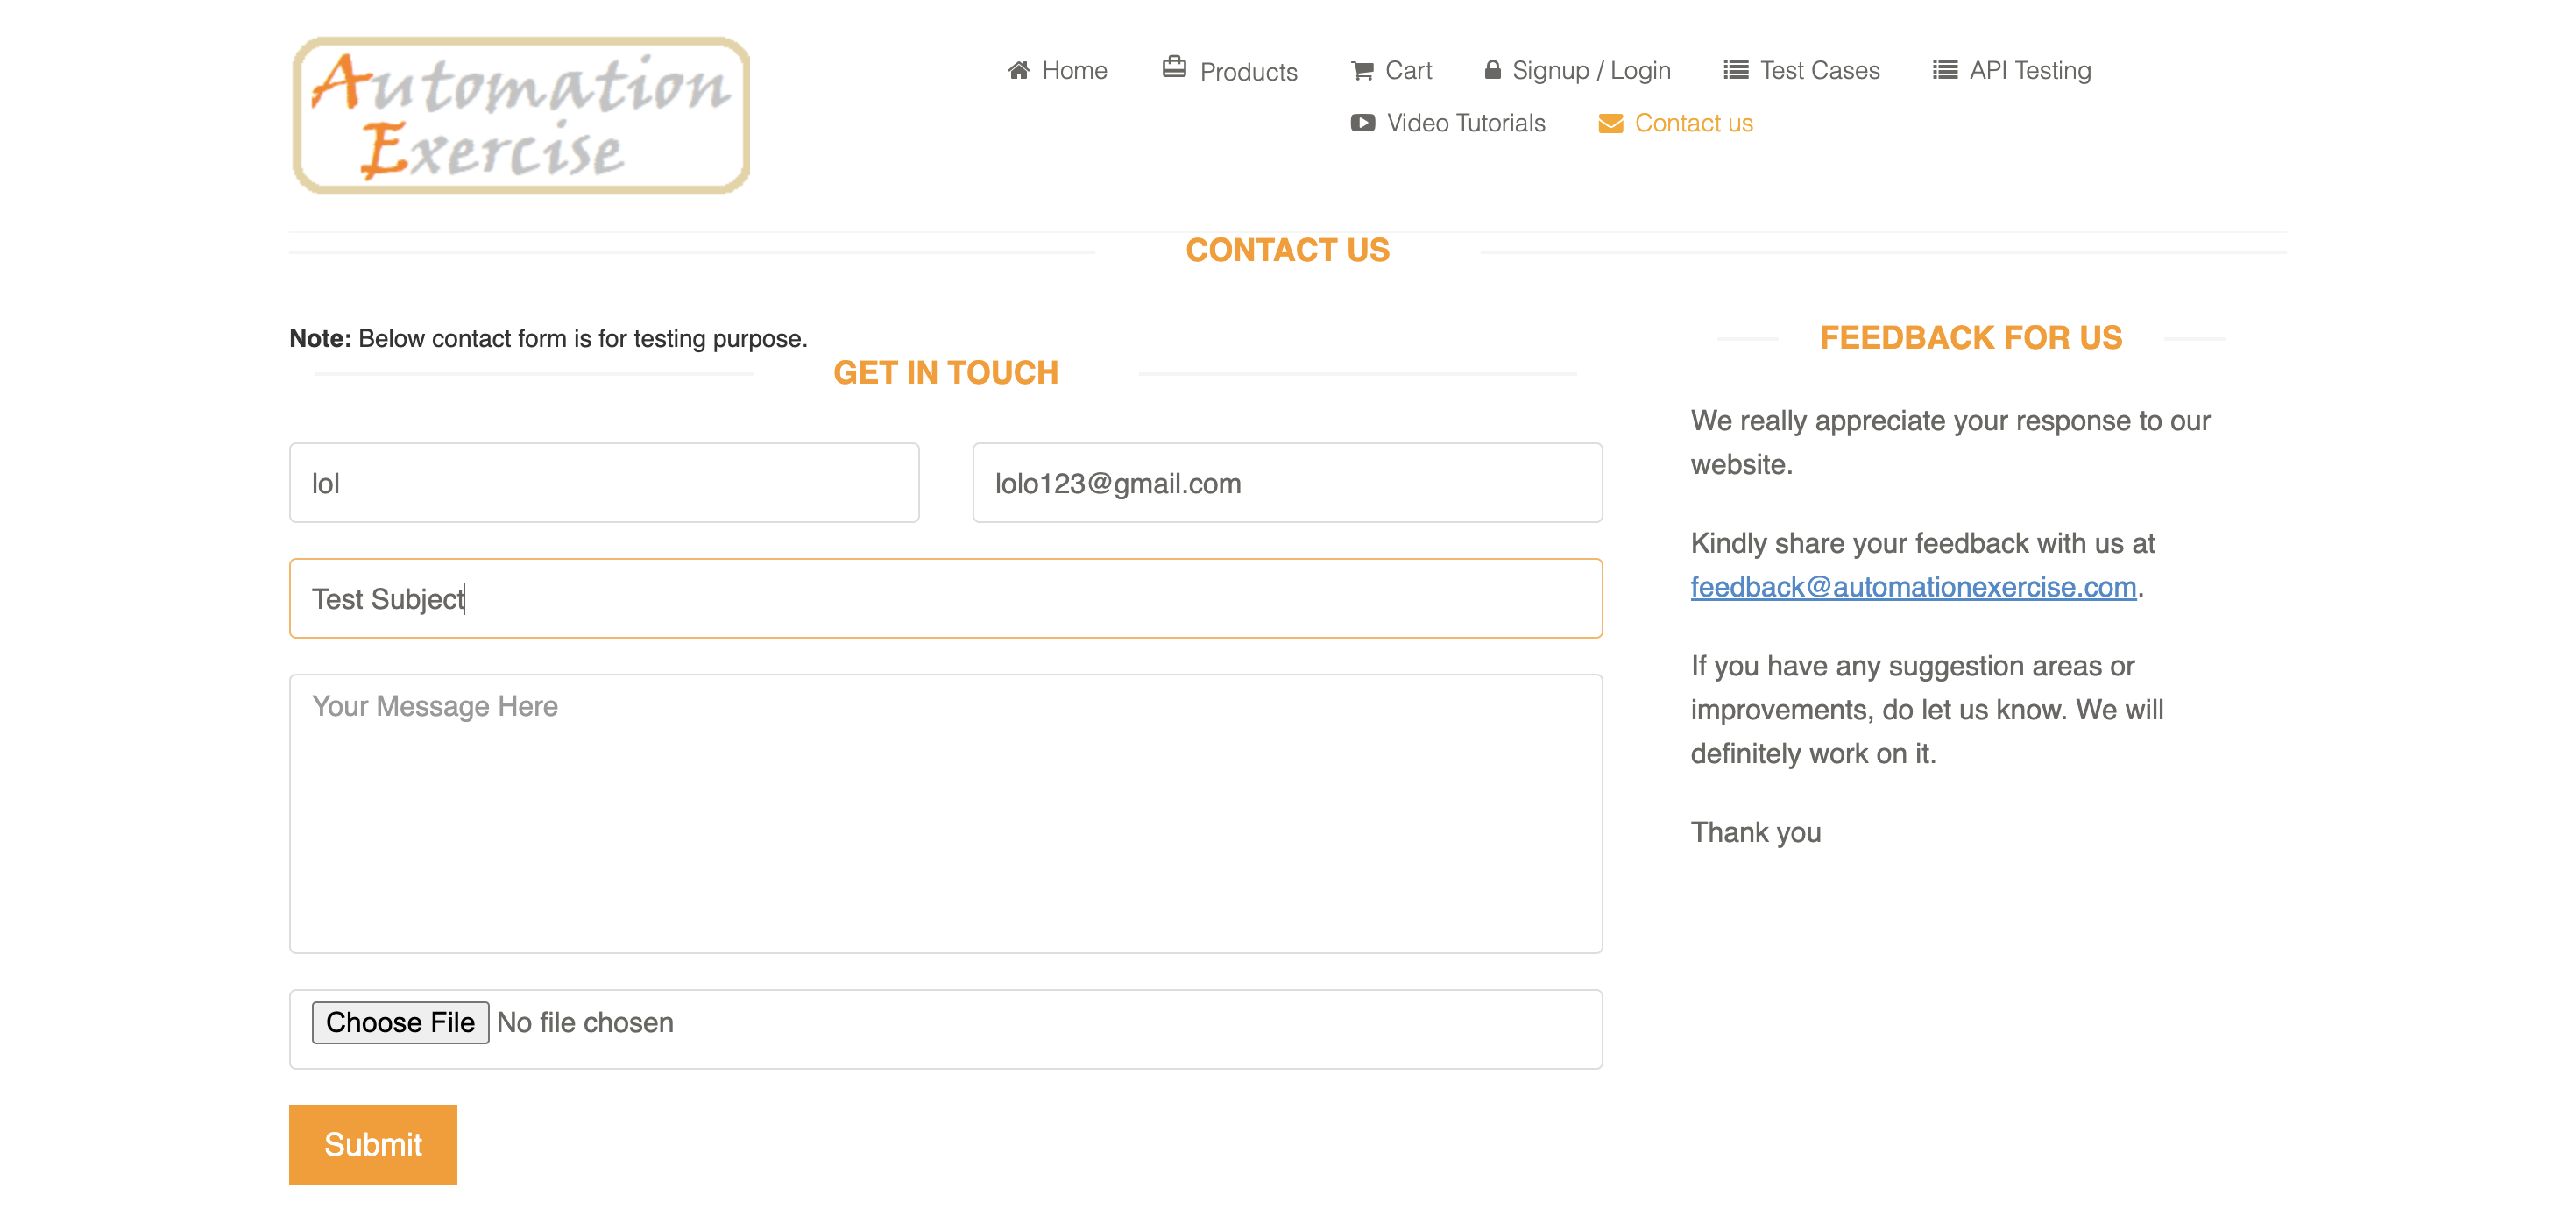 Automation
Exercise
Home Products Cart Signup / Login Test Cases API Testing
Video Tutorials Contact us
CONTACT US
Note: Below contact form is for testing purpose.
GET IN TOUCH
lol
lolo123@gmail.com
Test Subject
Your Message Here
Choose File No file chosen
Submit
FEEDBACK FOR US
We really appreciate your response to our
website.
Kindly share your feedback with us at
feedback@automationexercise.com.
If you have any suggestion areas or
improvements, do let us know. We will
definitely work on it.
Thank you